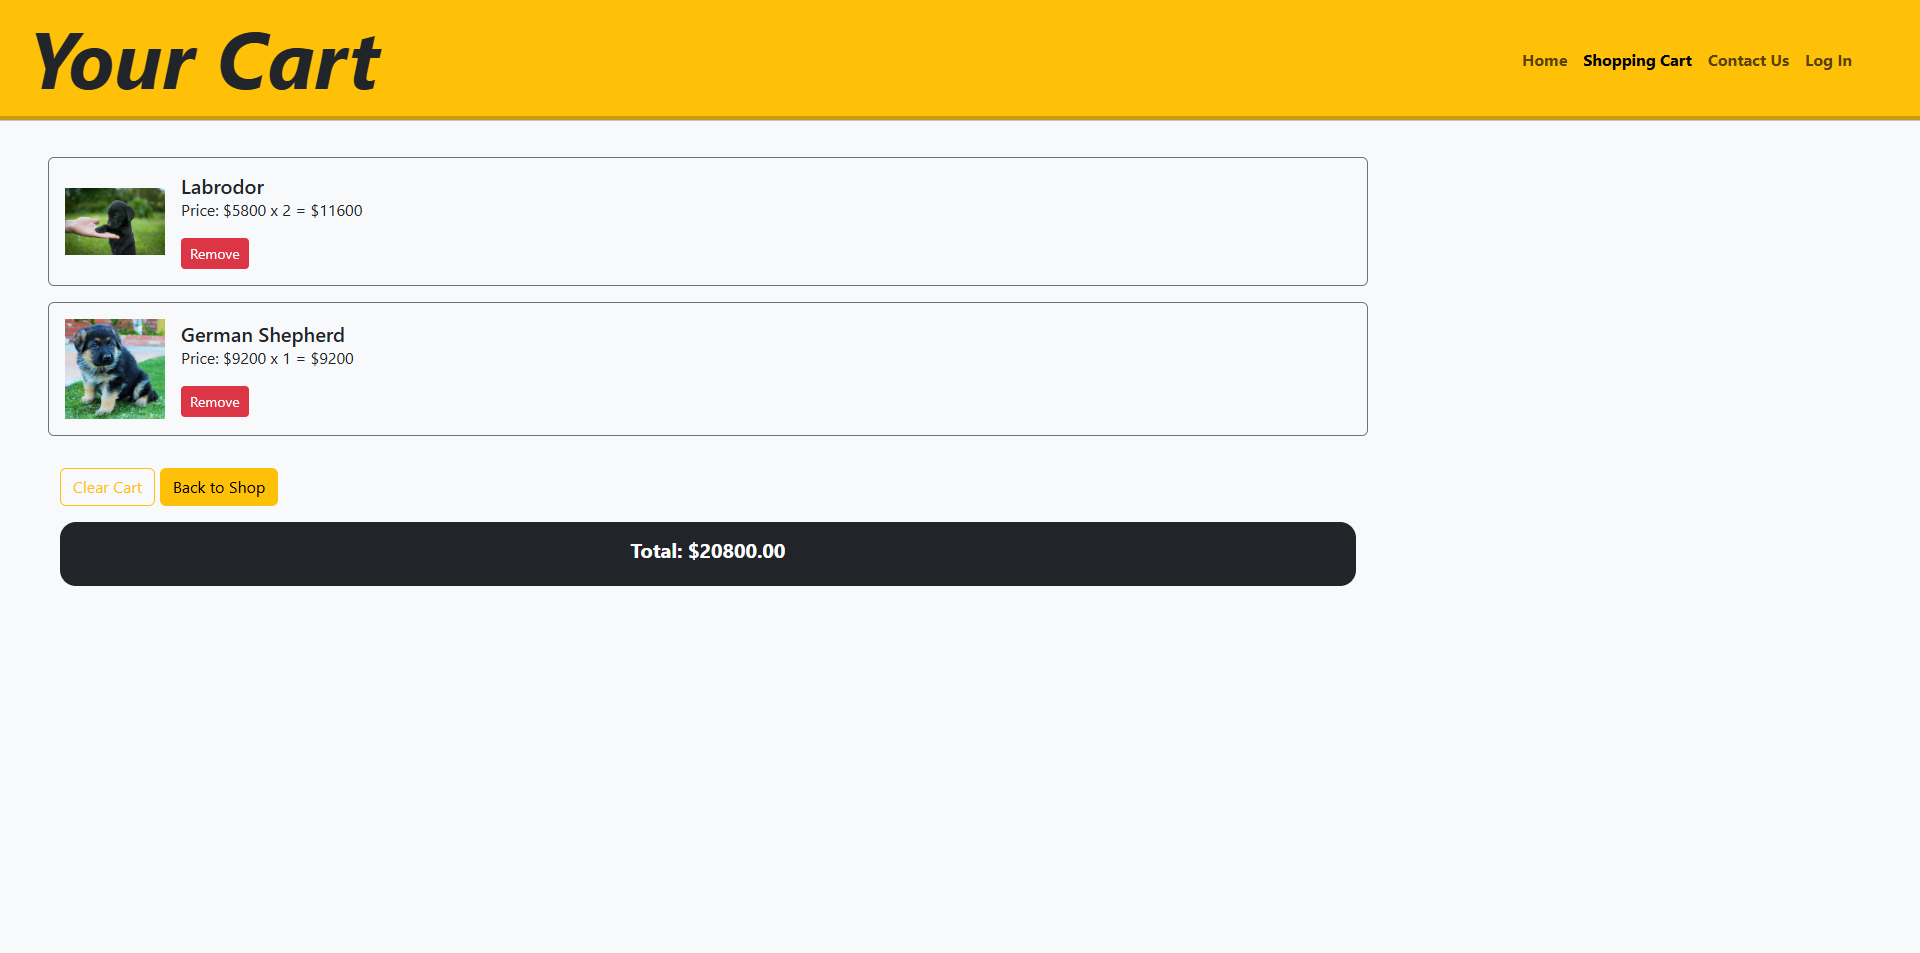 Your Cart
Home Shopping Cart Contact Us Log In
Labrodor
Price: $5800 x 2 = $11600
Remove
German Shepherd
Price: $9200 x 1 = $9200
Remove
Clear Cart Back to Shop
Total: $20800.00